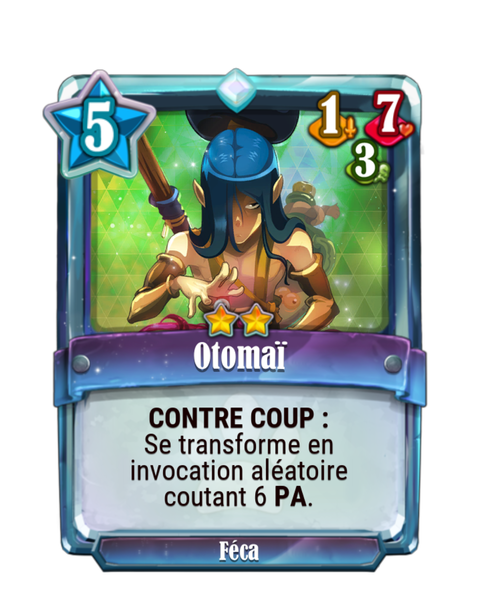 5
1
7
3
Otomaï
CONTRE COUP :
Se transforme en
invocation aléatoire
coutant 6 PA.
Féca